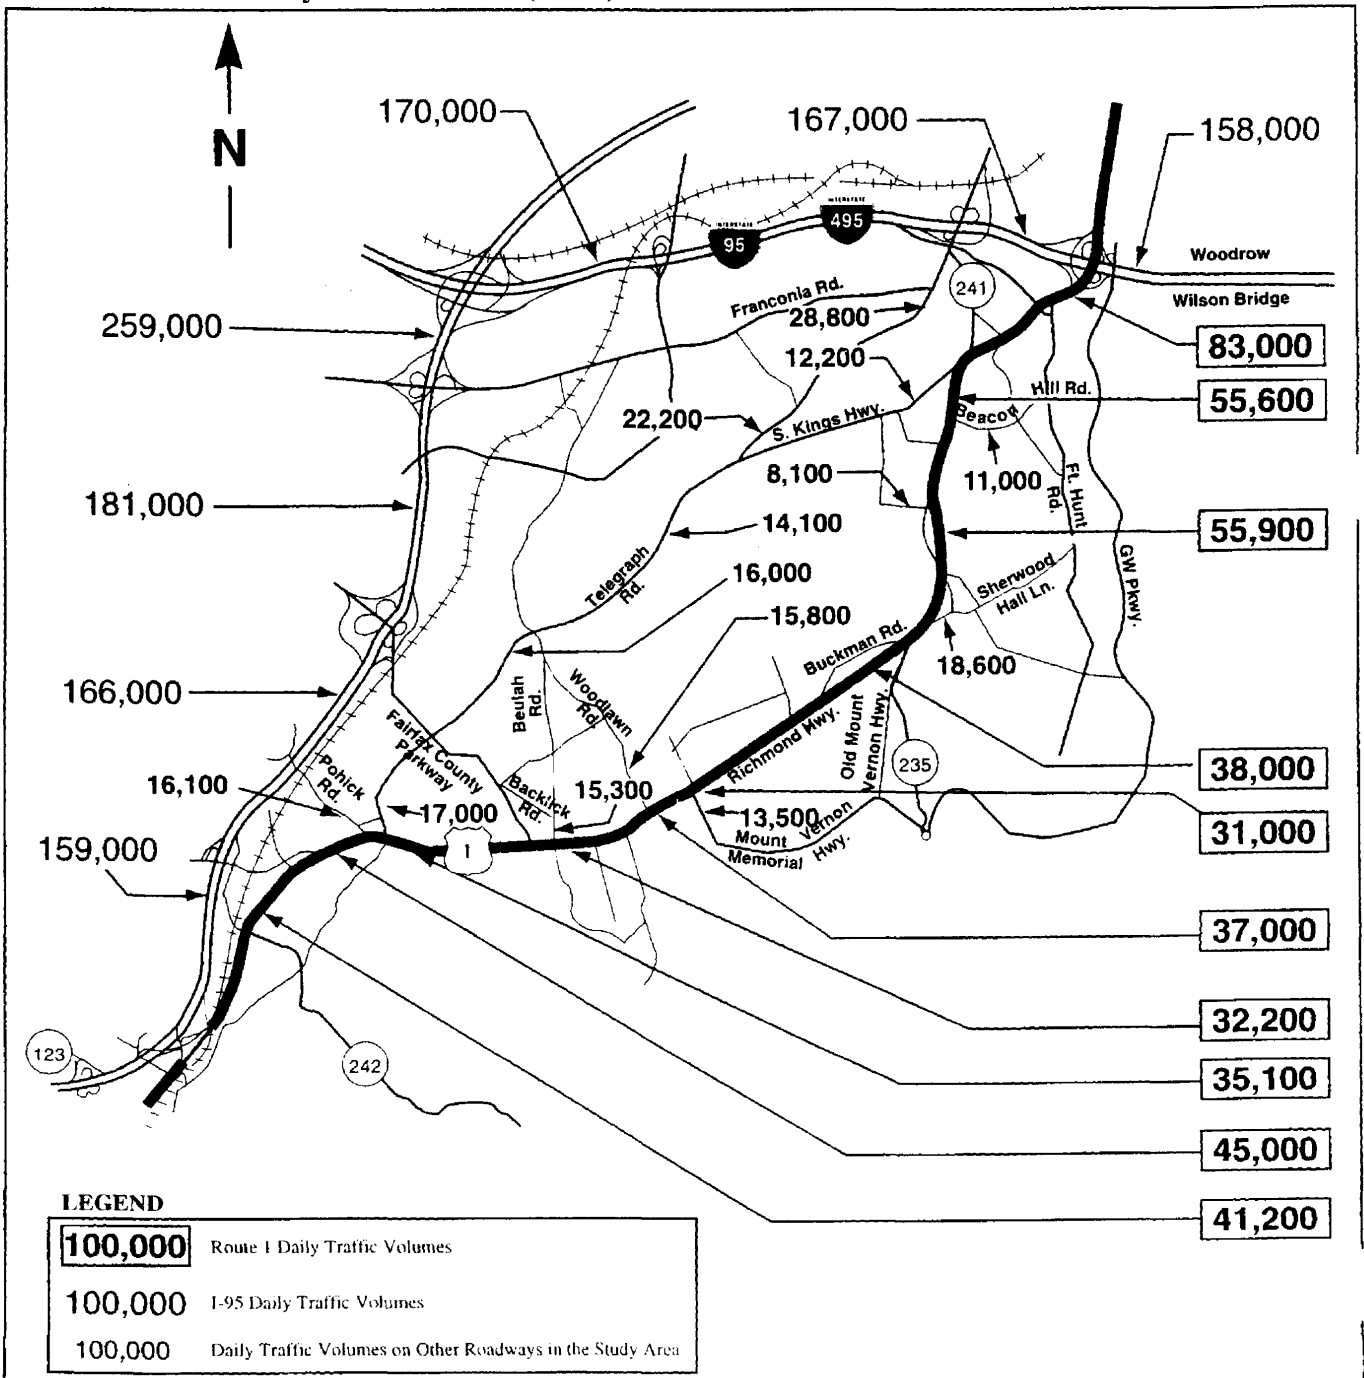 N
170,000
167,000
158,000
INTERSTATE
495
INTERSTATE
95
Woodrow
Wilson Bridge
241
Franconia Rd.
28,800
259,000
83,000
12,200
Hill Rd.
Beacon
55,600
22,200
S. Kings Hwy.
8,100
11,000
Ft. Hunt
Rd.
181,000
14,100
55,900
GW Pkwy.
Telegraph
Rd.
16,000
Sherwood
Hall Ln.
15,800
Buckman Rd.
18,600
166,000
Beulah
Rd.
Woodlawn
Rd.
Fairfax County
Parkway
Richmond Hwy.
Old Mount
Vernon Hwy.
235
38,000
Pohick
Rd.
16,100
17,000
Backlick
Rd.
15,300
13,500
Mount Vernon
Memorial Hwy.
31,000
159,000
1
37,000
32,200
123
242
35,100
45,000
41,200
LEGEND
100,000 Route 1 Daily Traffic Volumes
100,000 I-95 Daily Traffic Volumes
100,000 Daily Traffic Volumes on Other Roadways in the Study Area